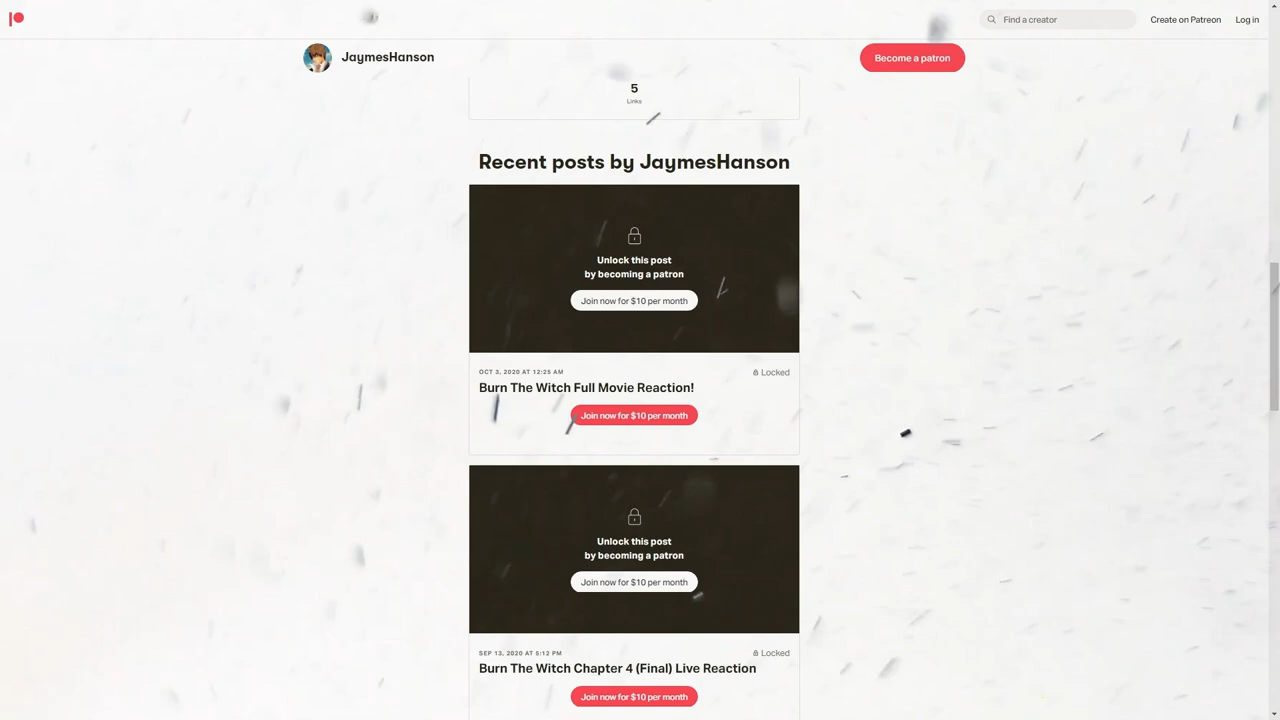 Find a creator
Create on Patreon
Log in
JaymesHanson
Become a patron
5
Links
Recent posts by JaymesHanson
Unlock this post
by becoming a patron
Join now for $10 per month
OCT 3, 2020 AT 12:25 AM
Locked
Burn The Witch Full Movie Reaction!
Join now for $10 per month
Unlock this post
by becoming a patron
Join now for $10 per month
SEP 13, 2020 AT 5:12 PM
Locked
Burn The Witch Chapter 4 (Final) Live Reaction
Join now for $10 per month